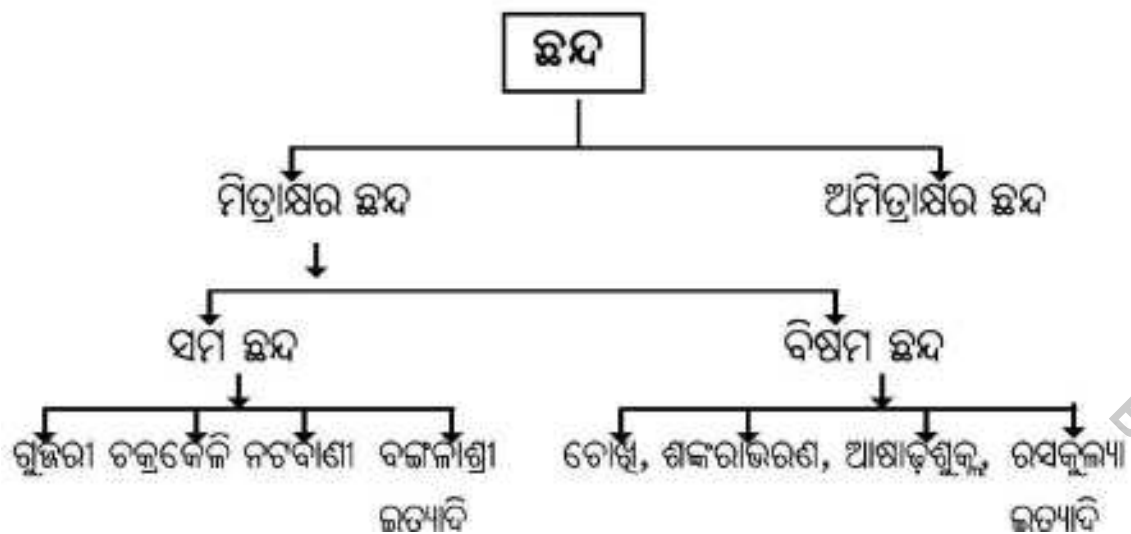 ଛନ୍ଦ
ମିତ୍ରାକ୍ଷର ଛନ୍ଦ ଅମିତ୍ରାକ୍ଷର ଛନ୍ଦ
ସମ ଛନ୍ଦ ବିଷମ ଛନ୍ଦ
ଗୁଜରୀ ଚକ୍ରକେଳି ନଟବାଣୀ ବଙ୍ଗଳାଶ୍ରୀ ଚୋଖି, ଶଙ୍କରାଭରଣ, ଆଷାଢ଼ଶୁକ୍ଳ, ରସକୁଲ୍ୟା
ଇତ୍ୟାଦି ଇତ୍ୟାଦି